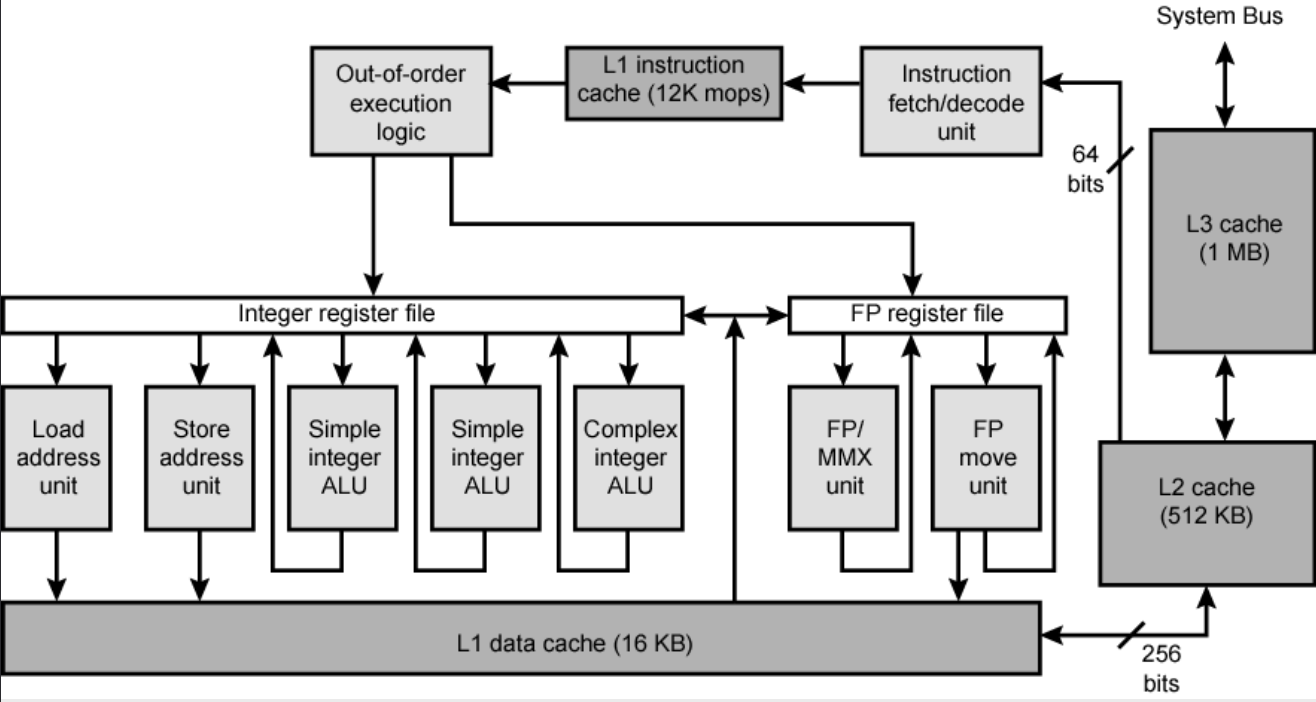 System Bus
Out-of-order
execution
logic
L1 instruction
cache (12K mops)
Instruction
fetch/decode
unit
64
bits
L3 cache
(1 MB)
Integer register file
FP register file
Load
address
unit
Store
address
unit
Simple
integer
ALU
Simple
integer
ALU
Complex
integer
ALU
FP/
MMX
unit
FP
move
unit
L2 cache
(512 KB)
L1 data cache (16 KB)
256
bits